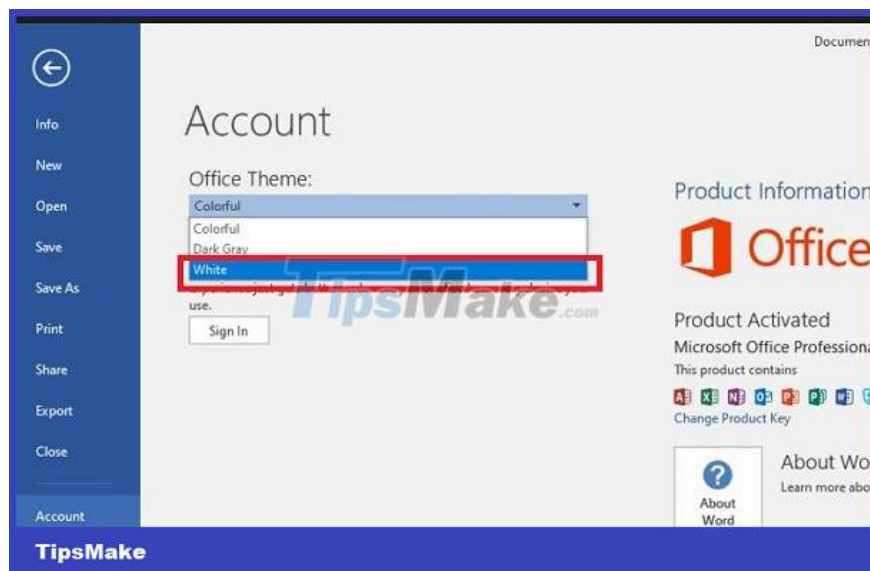 Documen
Info
New
Open
Save
Save As
Print
Share
Export
Close
Account
Account
Office Theme:
Colorful
Colorful
Dark Gray
White
use.
Sign In
TipsMake.com
Product Information
Office
Product Activated
Microsoft Office Professiona
This product contains
Change Product Key
About
Word
About Wo
Learn more abo
TipsMake